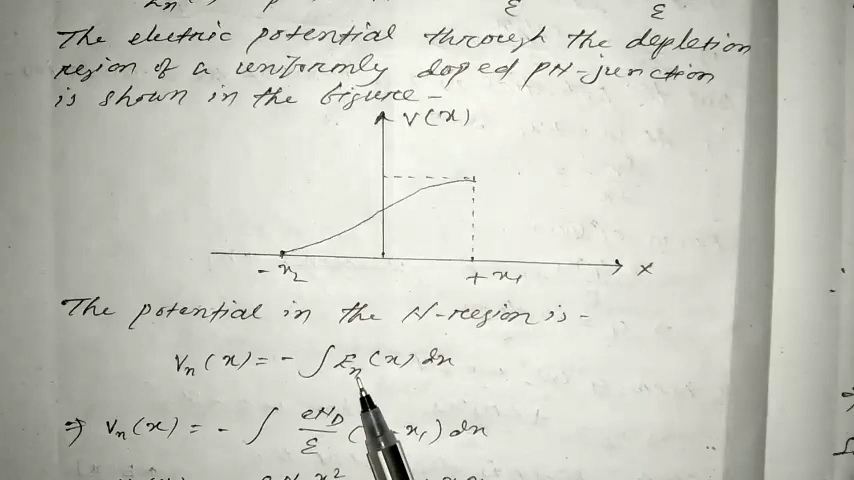 The electric potential through the depletion
region of a uniformly doped PN-junction
is shown in the figure -
V(x)
- x₂
+ x₁
x
The potential in the N-region is -
Vₙ(x) = - ∫ Eₙ(x) dx
⇒ Vₙ(x) = - ∫ eN_D/ε ( x₁) dx